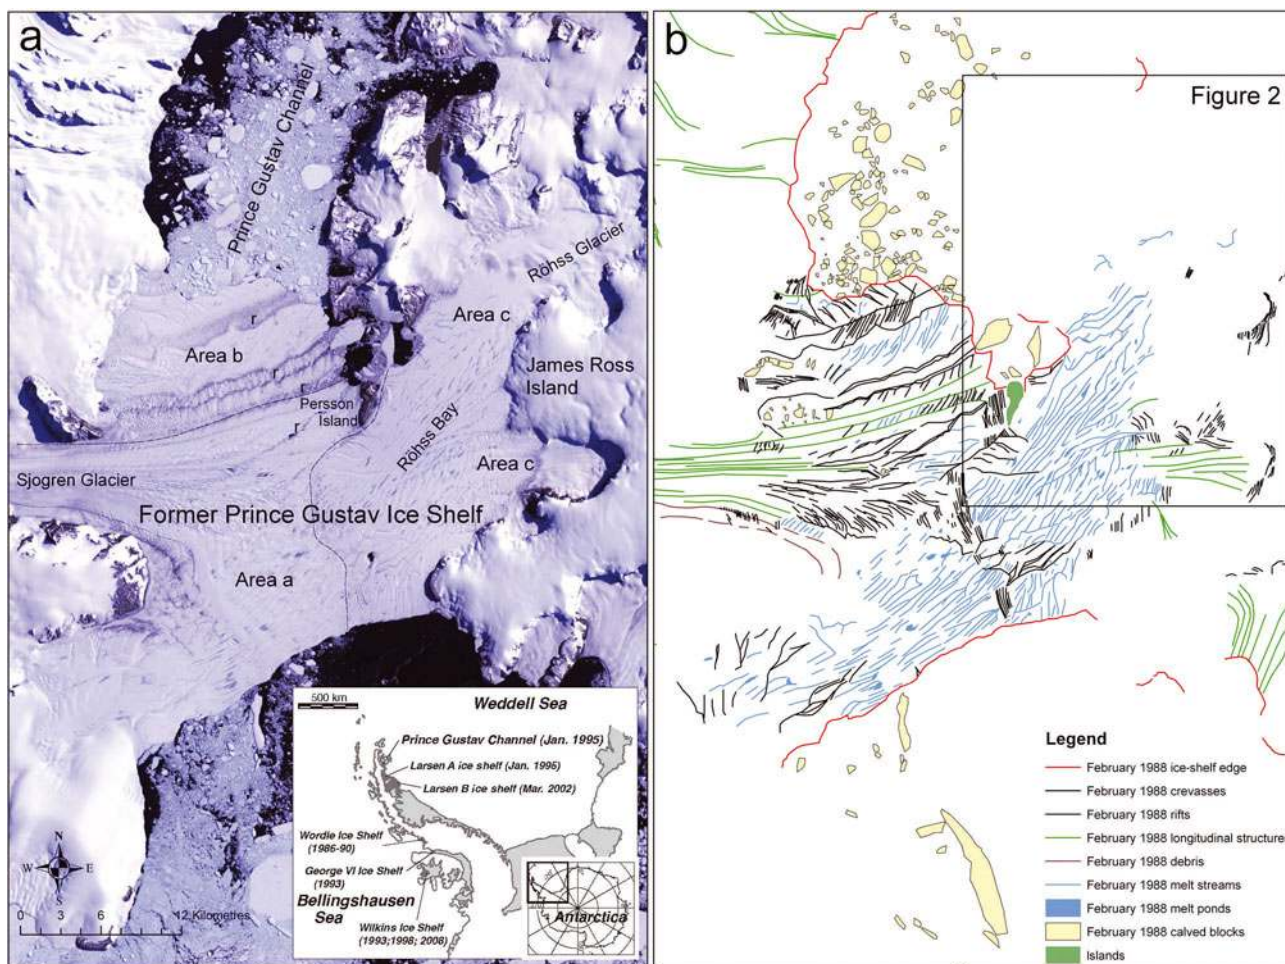 a
Prince Gustav Channel
Röhss Glacier
Area c
r
Area b
James Ross
Island
r
r
Persson
Island
r
Röhss Bay
Area c
Sjogren Glacier
Former Prince Gustav Ice Shelf
Area a
N
W
E
S
0 3 6 12 Kilometres
500 km
Weddell Sea
Prince Gustav Channel (Jan. 1995)
Larsen A ice shelf (Jan. 1995)
Larsen B ice shelf (Mar. 2002)
Wordie Ice Shelf
(1986-90)
George VI Ice Shelf
(1993)
Bellingshausen
Sea
Wilkins Ice Shelf
(1993;1998; 2008)
Antarctica
b
Figure 2
Legend
February 1988 ice-shelf edge
February 1988 crevasses
February 1988 rifts
February 1988 longitudinal structure
February 1988 debris
February 1988 melt streams
February 1988 melt ponds
February 1988 calved blocks
Islands